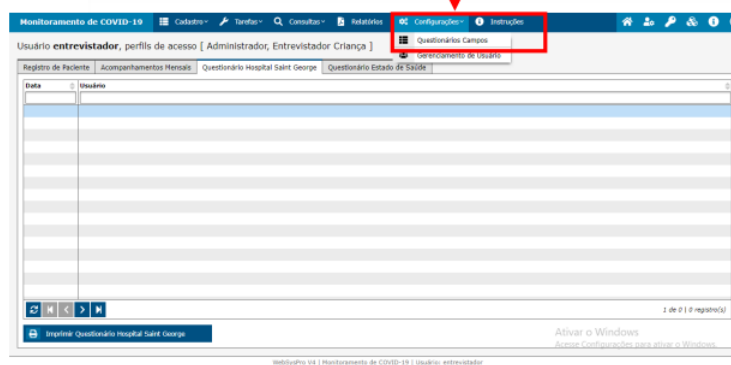 Monitoramento de COVID-19 Cadastro Tarefas Consultas Relatórios Configurações Instruções
Usuário entrevistador, perfis de acesso [ Administrador, Entrevistador Criança ]
Questionários Campos
Gerenciamento de Usuário
Registro de Paciente Acompanhamentos Mensais Questionário Hospital Saint George Questionário Estado de Saúde
Data Usuário
1 de 0 | 0 registro(s)
Imprimir Questionário Hospital Saint George
Ativar o Windows
Acesse Configurações para ativar o Windows.
WebliusPro V4 | Monitoramento de COVID-19 | Usuário: entrevistador